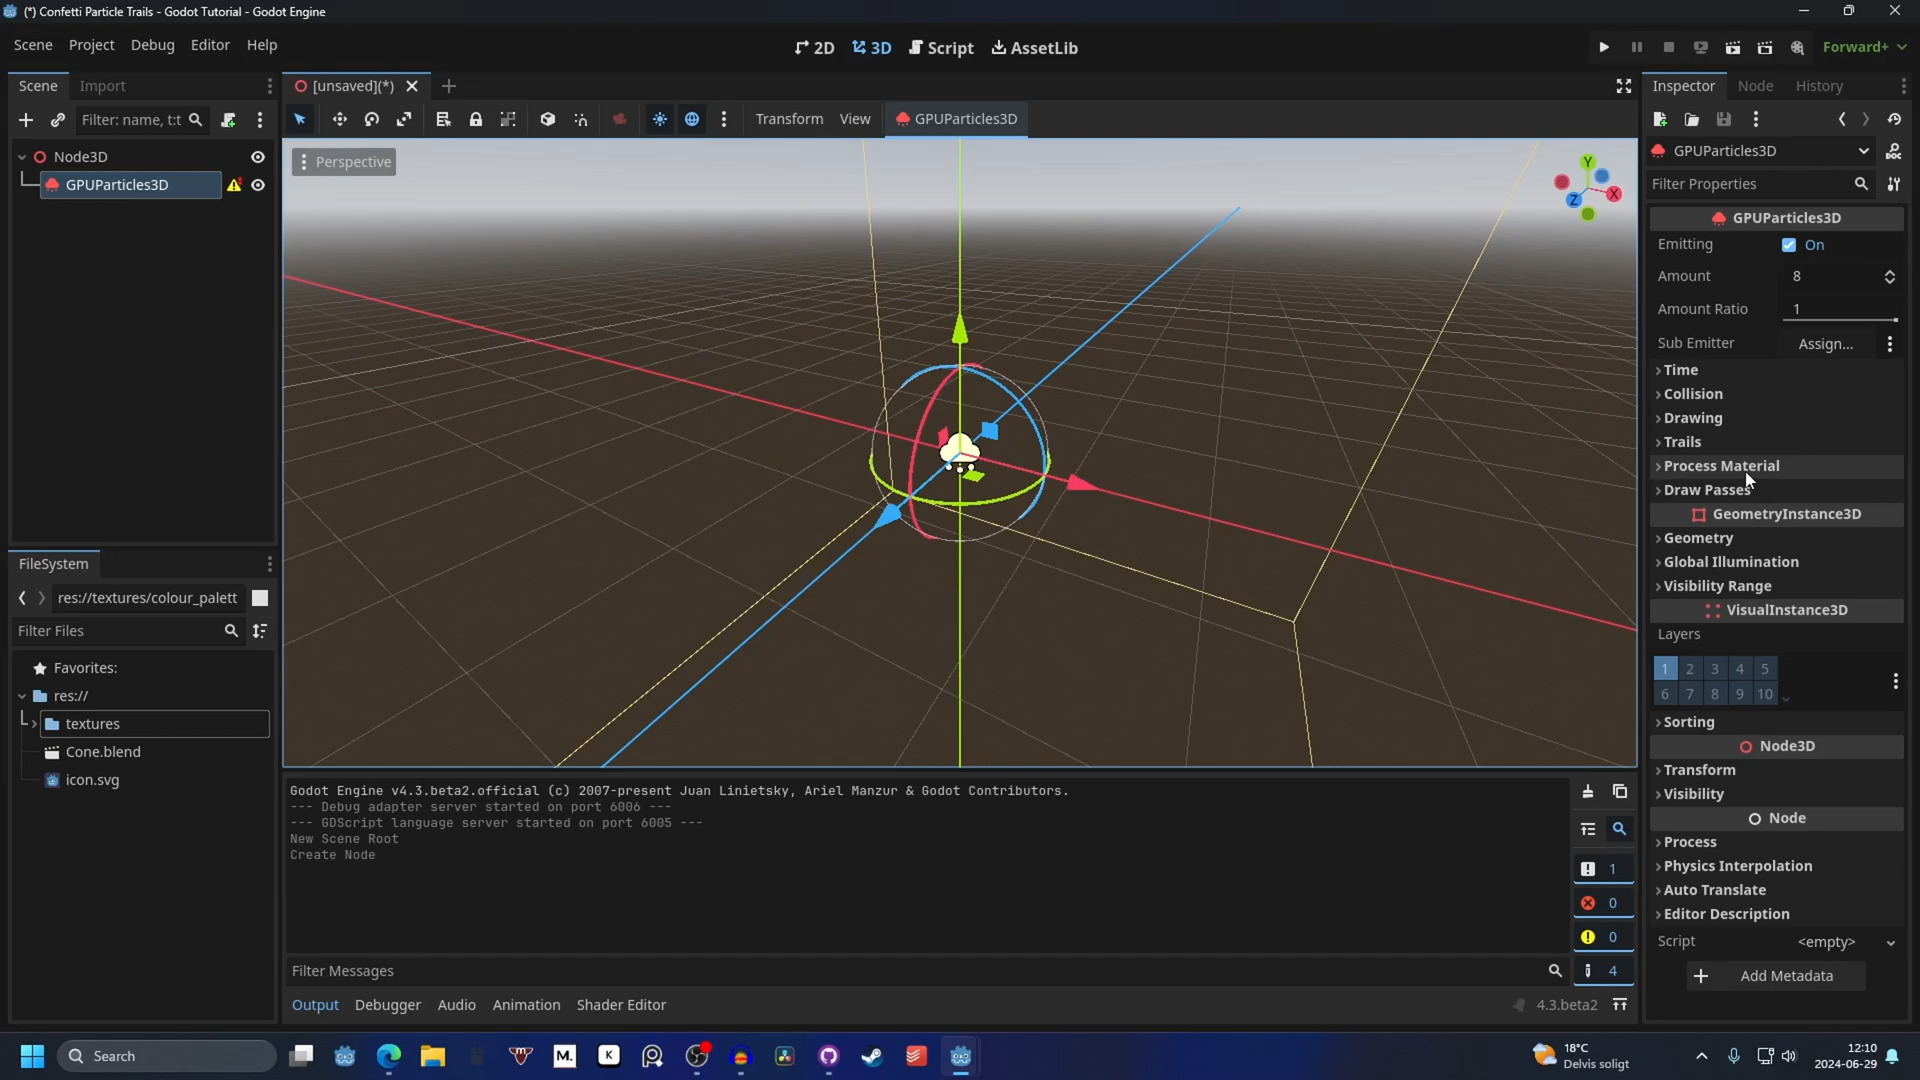 (*) Confetti Particle Trails - Godot Tutorial - Godot Engine
Scene Project Debug Editor Help
2D 3D Script AssetLib
Forward+
Scene Import
[unsaved](*)
Inspector Node History
Filter: name, t:t
Transform View GPUParticles3D
Node3D
GPUParticles3D
Perspective
Y
X
Z
GPUParticles3D
Filter Properties
GPUParticles3D
Emitting On
Amount 8
Amount Ratio 1
Sub Emitter Assign...
Time
Collision
Drawing
Trails
Process Material
Draw Passes
GeometryInstance3D
Geometry
Global Illumination
Visibility Range
VisualInstance3D
Layers
1 2 3 4 5
6 7 8 9 10
Sorting
Node3D
Transform
Visibility
Node
Process
Physics Interpolation
Auto Translate
Editor Description
Script <empty>
Add Metadata
FileSystem
res://textures/colour_palett
Filter Files
Favorites:
res://
textures
Cone.blend
icon.svg
Godot Engine v4.3.beta2.official (c) 2007-present Juan Linietsky, Ariel Manzur & Godot Contributors.
--- Debug adapter server started on port 6006 ---
--- GDScript language server started on port 6005 ---
New Scene Root
Create Node
1
0
0
4
Filter Messages
Output Debugger Audio Animation Shader Editor
4.3.beta2
Search
M.
K
18°C
Delvis soligt
12:10
2024-06-29